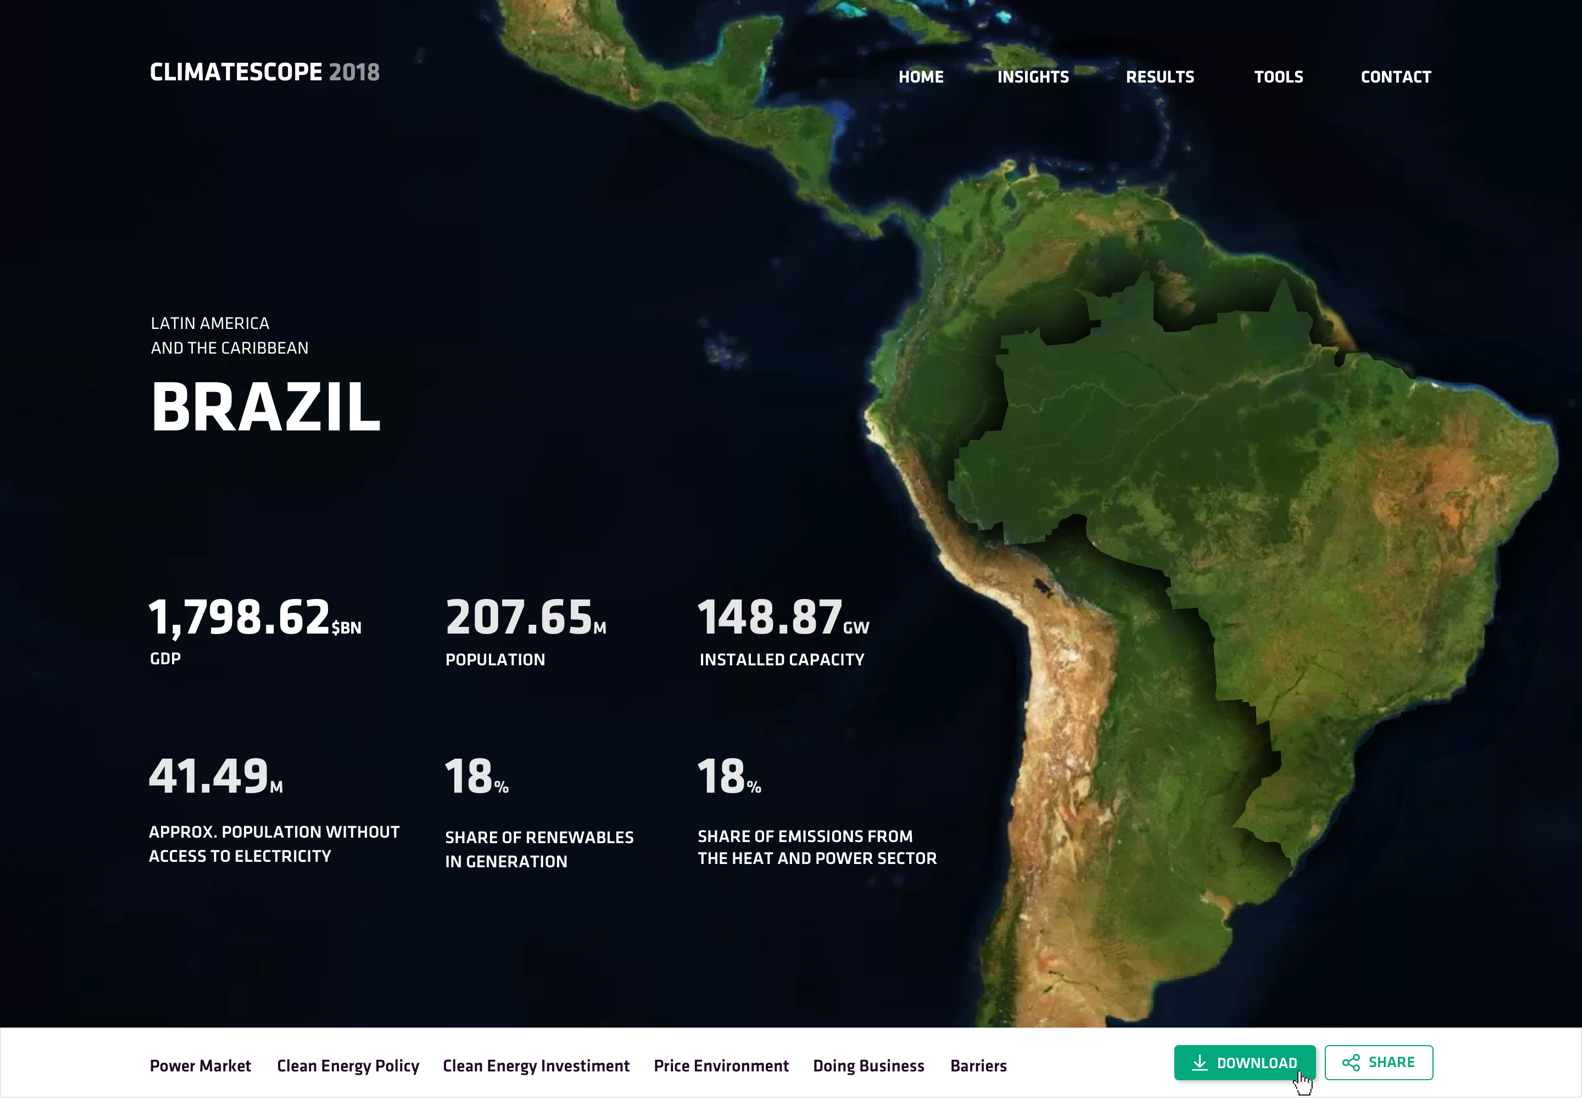 CLIMATESCOPE 2018
HOME INSIGHTS RESULTS TOOLS CONTACT
LATIN AMERICA
AND THE CARIBBEAN
BRAZIL
1,798.62$BN
GDP
207.65M
POPULATION
148.87GW
INSTALLED CAPACITY
41.49M
APPROX. POPULATION WITHOUT
ACCESS TO ELECTRICITY
18%
SHARE OF RENEWABLES
IN GENERATION
18%
SHARE OF EMISSIONS FROM
THE HEAT AND POWER SECTOR
Power Market Clean Energy Policy Clean Energy Investiment Price Environment Doing Business Barriers
DOWNLOAD SHARE